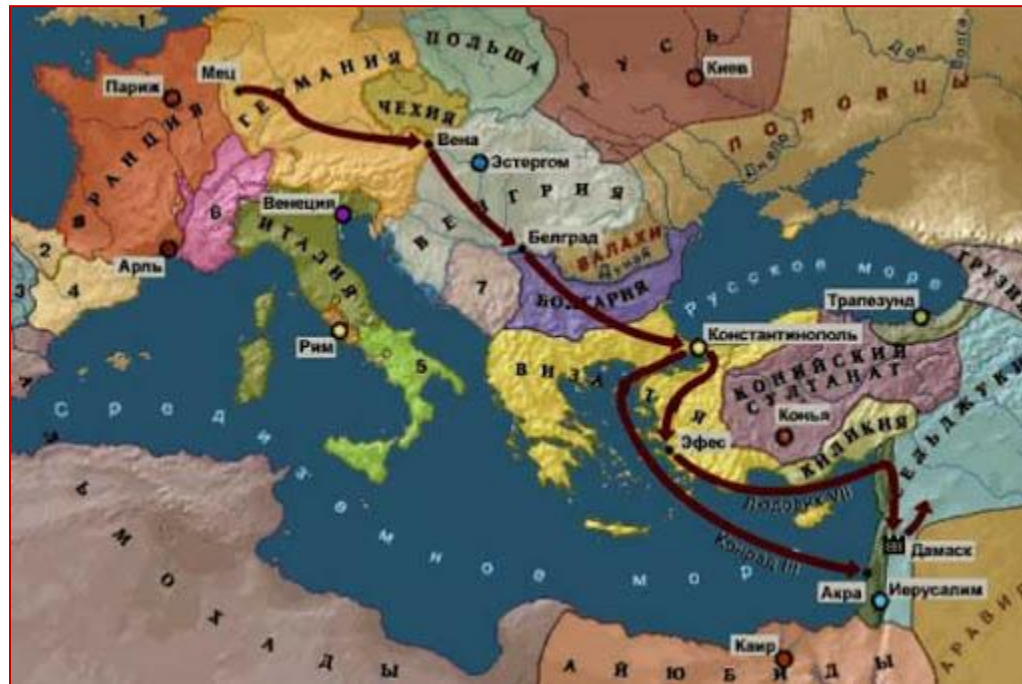 1
ПОЛЬША
РУСЬ
Дон
Волга
Киев
Мец
Париж
ГЕРМАНИЯ
ЧЕХИЯ
ФРАНЦИЯ
ПОЛОВЦЫ
Днепр
Вена
Эстергом
6
Венеция
ВЕНГРИЯ
ИТАЛИЯ
Белград
ВАЛАХИ
Дунай
2
Арль
3
4
7
БОЛГАРИЯ
Русское море
ГРУЗИЯ
Трапезунд
Рим
5
Константинополь
ВИЗАНТИЯ
КОНИЙСКИЙ
СУЛТАНАТ
СЕЛЬДЖУКИ
Конья
КИЛИКИЯ
Эфес
Средиземное море
Людовик VII
Конрад III
Дамаск
Акра
Иерусалим
АЛЬМОХАДЫ
Каир
АЙЮБИДЫ
АРАВИЯ